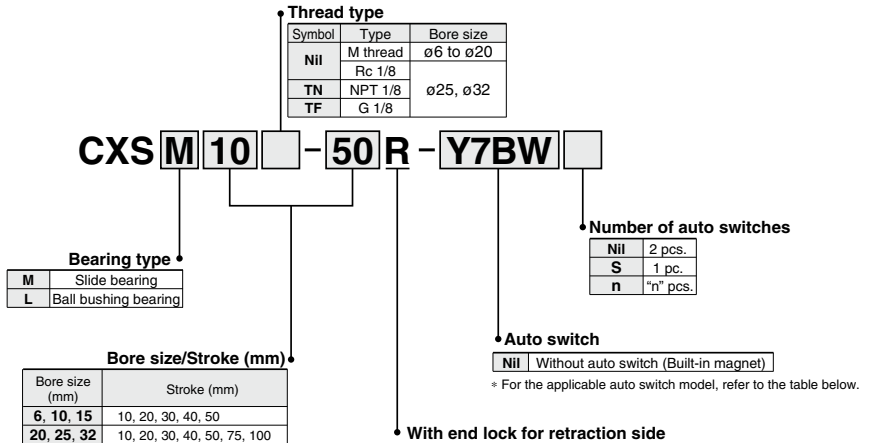 Thread type
Symbol Type Bore size
Nil M thread ø6 to ø20
Rc 1/8 ø25, ø32
TN NPT 1/8
TF G 1/8
CXS M 10 - 50 R - Y7BW
Number of auto switches
Nil 2 pcs.
S 1 pc.
n "n" pcs.
Bearing type
M Slide bearing
L Ball bushing bearing
Auto switch
Nil Without auto switch (Built-in magnet)
* For the applicable auto switch model, refer to the table below.
Bore size/Stroke (mm)
Bore size (mm) Stroke (mm)
6, 10, 15 10, 20, 30, 40, 50
20, 25, 32 10, 20, 30, 40, 50, 75, 100
With end lock for retraction side